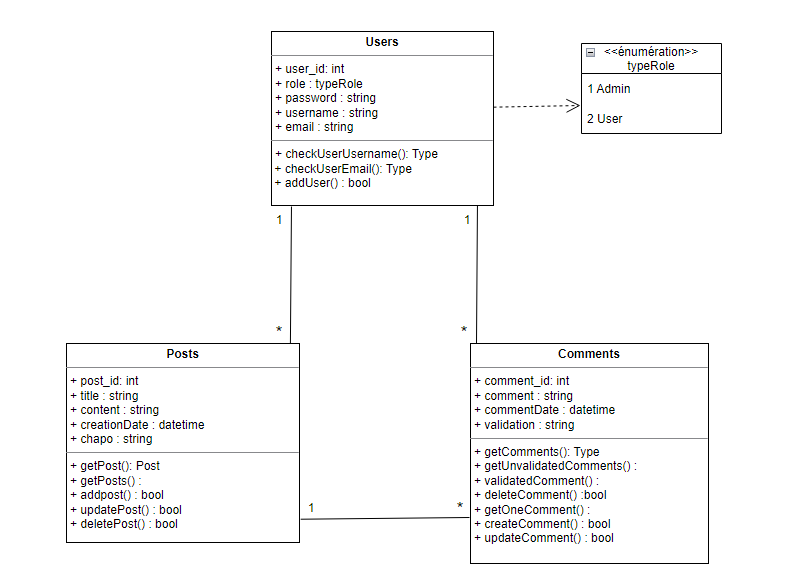 Users
+ user_id: int
+ role : typeRole
+ password : string
+ username : string
+ email : string
+ checkUserUsername(): Type
+ checkUserEmail(): Type
+ addUser() : bool
<<énumération>>
typeRole
1 Admin
2 User
1
1
*
*
Posts
+ post_id: int
+ title : string
+ content : string
+ creationDate : datetime
+ chapo : string
+ getPost(): Post
+ getPosts() :
+ addpost() : bool
+ updatePost() : bool
+ deletePost() : bool
1
*
Comments
+ comment_id: int
+ comment : string
+ commentDate : datetime
+ validation : string
+ getComments(): Type
+ getUnvalidatedComments() :
+ validatedComment() :
+ deleteComment() :bool
+ getOneComment() :
+ createComment() : bool
+ updateComment() : bool